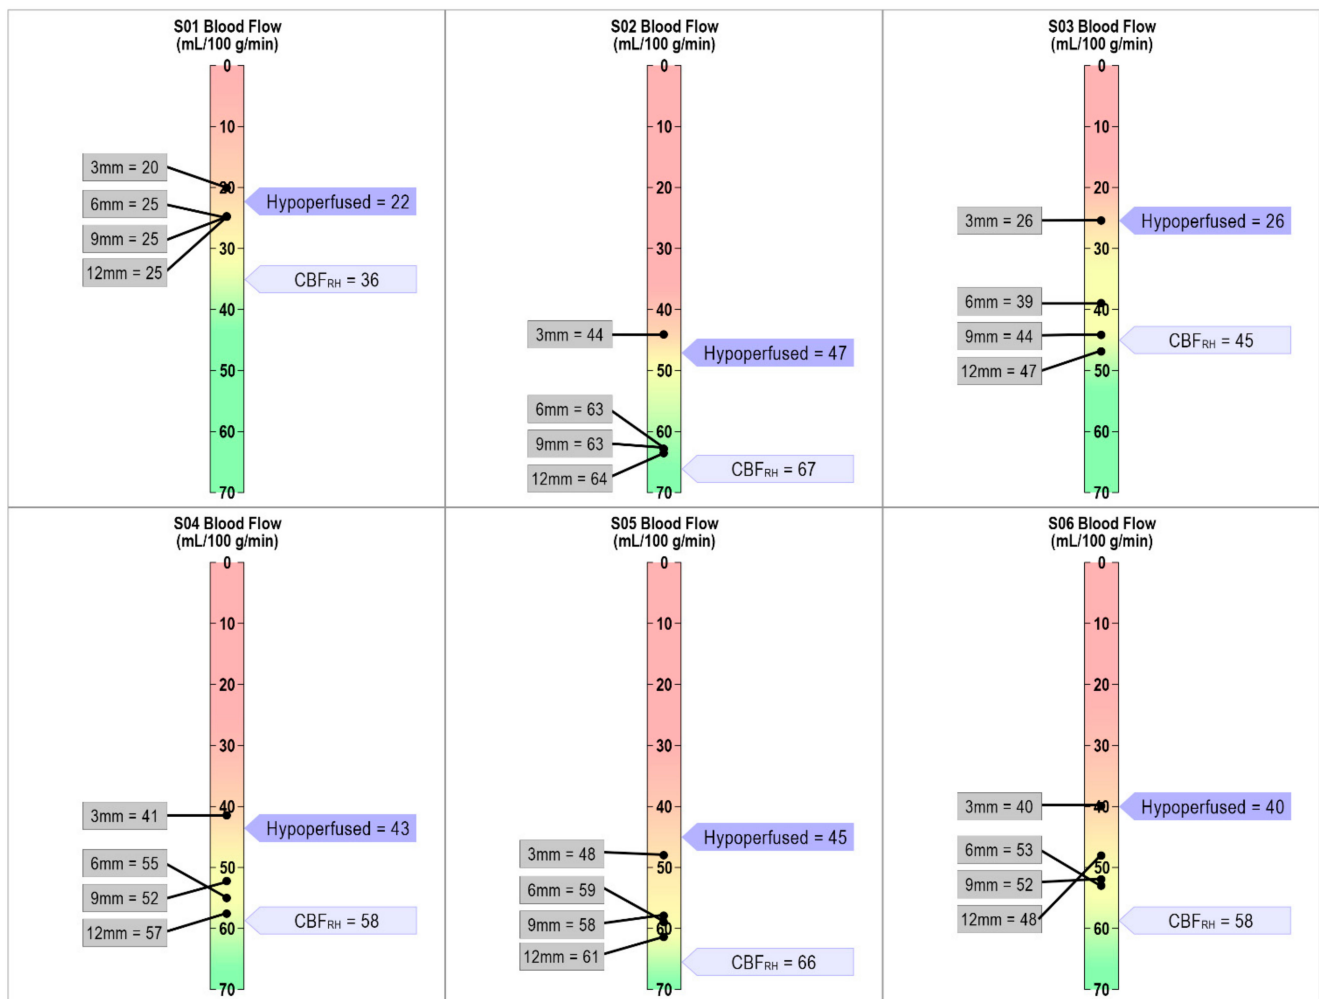 S01 Blood Flow
(mL/100 g/min)
0
10
20
30
40
50
60
70
3mm = 20
6mm = 25
9mm = 25
12mm = 25
Hypoperfused = 22
CBFRH = 36
S02 Blood Flow
(mL/100 g/min)
0
10
20
30
40
50
60
70
3mm = 44
6mm = 63
9mm = 63
12mm = 64
Hypoperfused = 47
CBFRH = 67
S03 Blood Flow
(mL/100 g/min)
0
10
20
30
40
50
60
70
3mm = 26
6mm = 39
9mm = 44
12mm = 47
Hypoperfused = 26
CBFRH = 45
S04 Blood Flow
(mL/100 g/min)
0
10
20
30
40
50
60
70
3mm = 41
6mm = 55
9mm = 52
12mm = 57
Hypoperfused = 43
CBFRH = 58
S05 Blood Flow
(mL/100 g/min)
0
10
20
30
40
50
60
70
3mm = 48
6mm = 59
9mm = 58
12mm = 61
Hypoperfused = 45
CBFRH = 66
S06 Blood Flow
(mL/100 g/min)
0
10
20
30
40
50
60
70
3mm = 40
6mm = 53
9mm = 52
12mm = 48
Hypoperfused = 40
CBFRH = 58